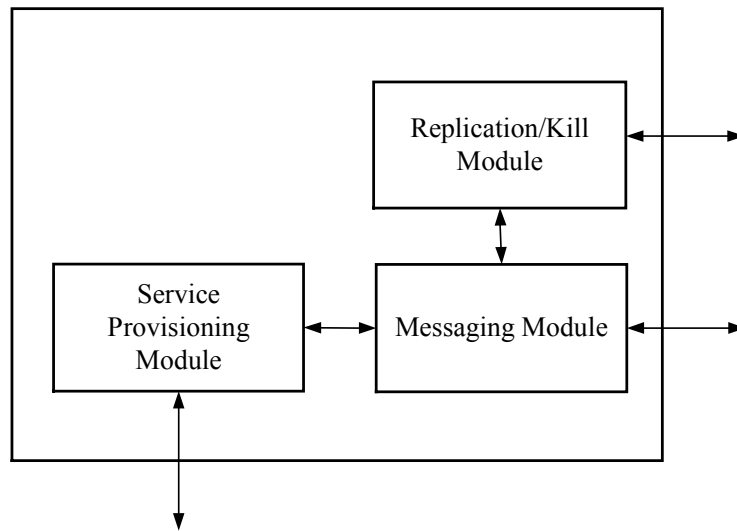 Replication/Kill
Module
Service
Provisioning
Module
Messaging Module